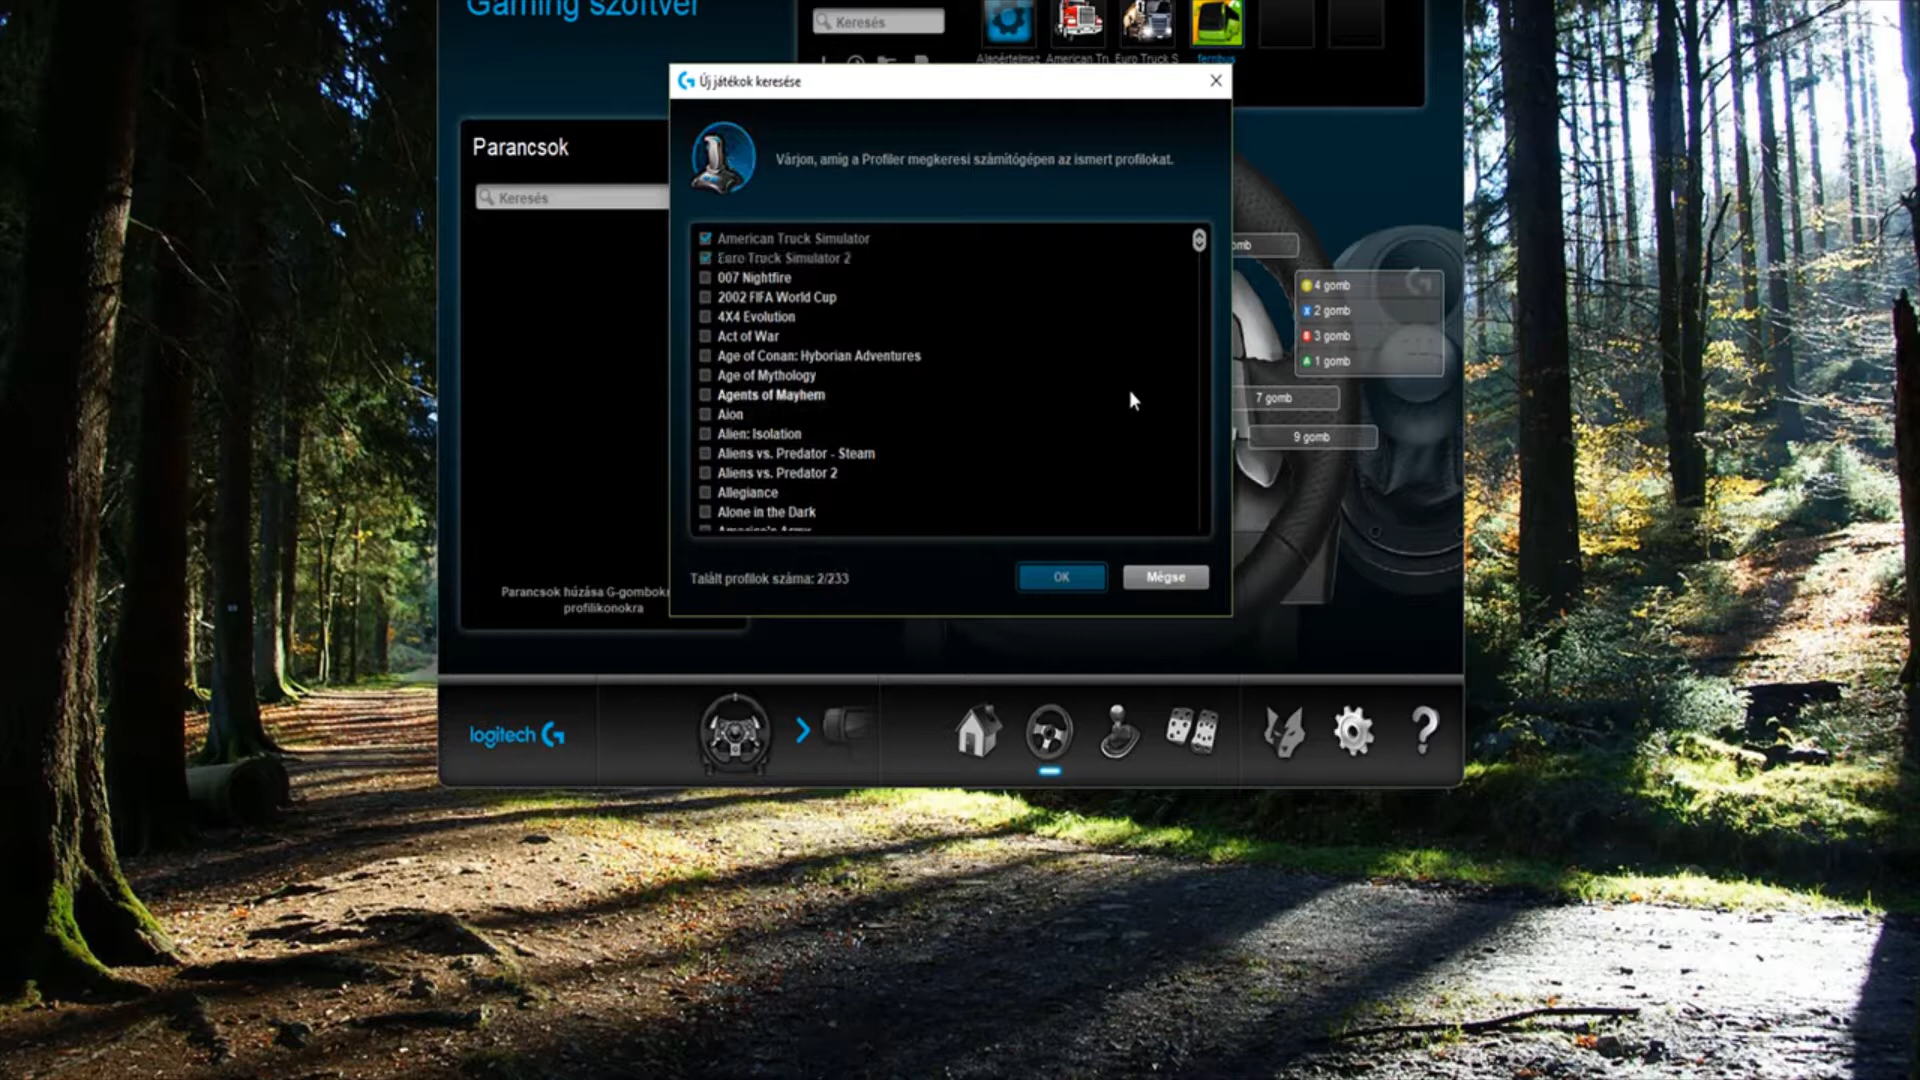 Gaming szoftver
Keresés
Alapértelmez
American Tr.
Euro Truck S
fernbus
Új játékok keresése
Várjon, amíg a Profiler megkeresi számítógépen az ismert profilokat.
Parancsok
Keresés
American Truck Simulator
Euro Truck Simulator 2
007 Nightfire
2002 FIFA World Cup
4X4 Evolution
Act of War
Age of Conan: Hyborian Adventures
Age of Mythology
Agents of Mayhem
Aion
Alien: Isolation
Aliens vs. Predator - Steam
Aliens vs. Predator 2
Allegiance
Alone in the Dark
omb
4 gomb
X 2 gomb
3 gomb
A 1 gomb
7 gomb
9 gomb
Talált profilok száma: 2/233
OK
Mégse
Parancsok húzása G-gombok
profilikonokra
logitech